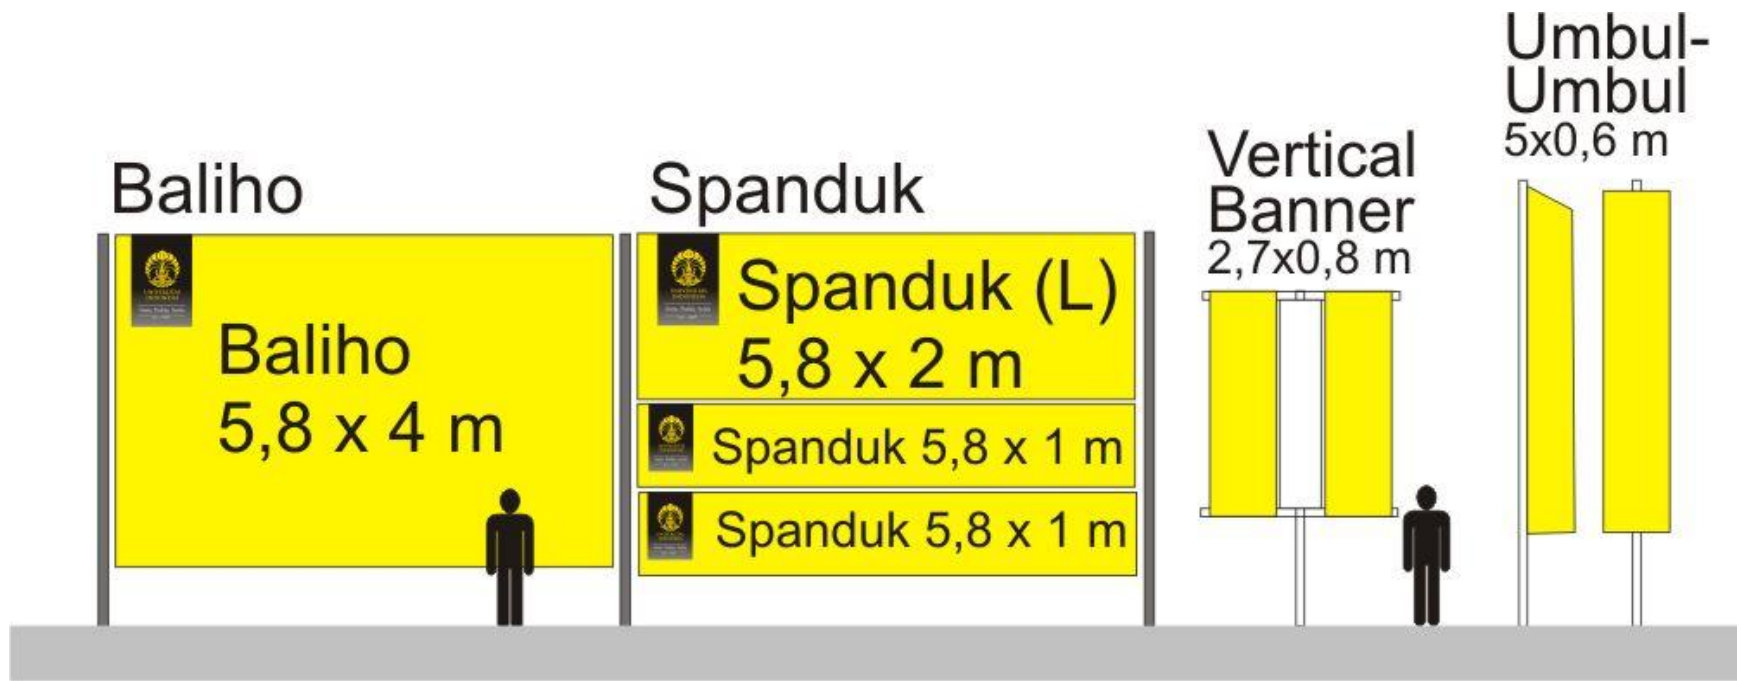 Baliho
Baliho
5,8 x 4 m
Spanduk
Spanduk (L)
5,8 x 2 m
Spanduk 5,8 x 1 m
Spanduk 5,8 x 1 m
Vertical
Banner
2,7x0,8 m
Umbul-
Umbul
5x0,6 m